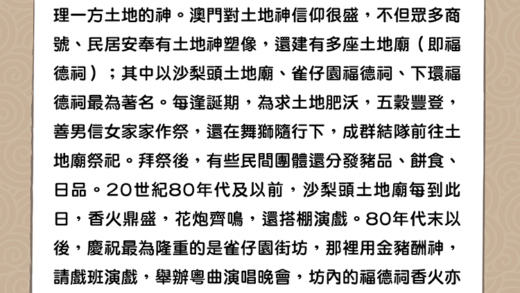 理一方土地的神。澳門對土地神信仰很盛，不但眾多商
號、民居安奉有土地神塑像，還建有多座土地廟（即福
德祠）；其中以沙梨頭土地廟、雀仔園福德祠、下環福
德祠最為著名。每逢誕期，為求土地肥沃，五穀豐登，
善男信女家家作祭，還在舞獅隨行下，成群結隊前往土
地廟祭祀。拜祭後，有些民間團體還分發豬品、餅食、
日品。20世紀80年代及以前，沙梨頭土地廟每到此
日，香火鼎盛，花炮齊鳴，還搭棚演戲。80年代末以
後，慶祝最為隆重的是雀仔園街坊，那裡用金豬酬神，
請戲班演戲，舉辦粵曲演唱晚會，坊內的福德祠香火亦